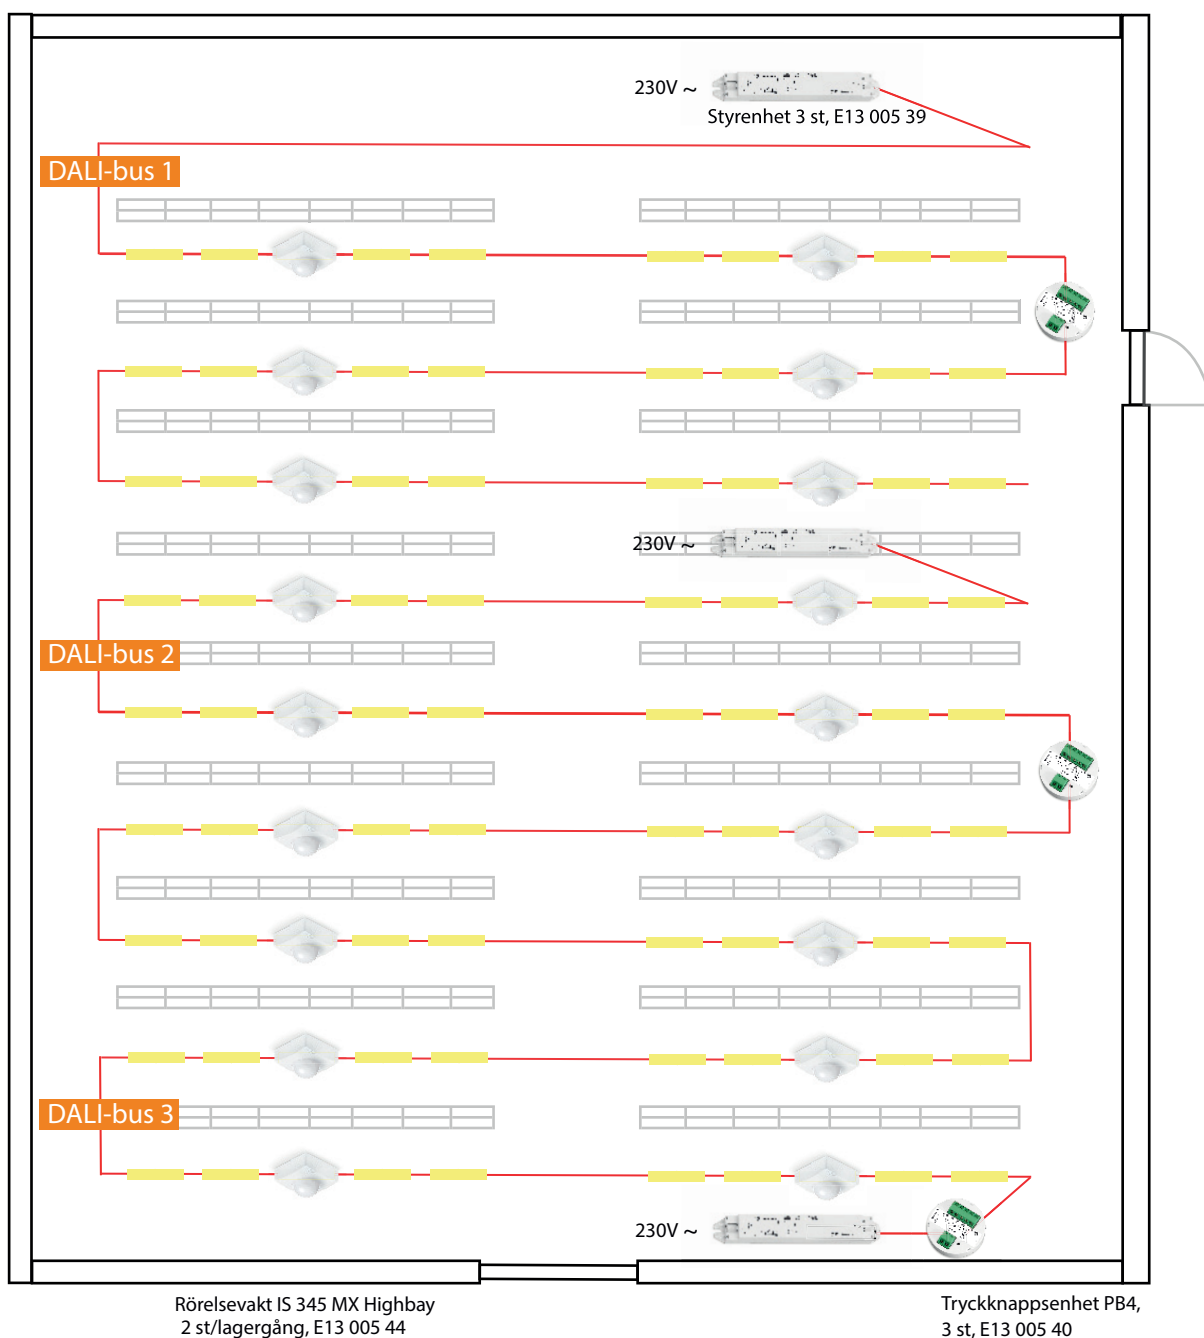 230V ~
Styrenhet 3 st, E13 005 39
DALI-bus 1
230V ~
DALI-bus 2
DALI-bus 3
230V ~
Rörelsevakt IS 345 MX Highbay
2 st/lagergång, E13 005 44
Tryckknappsenhet PB4,
3 st, E13 005 40